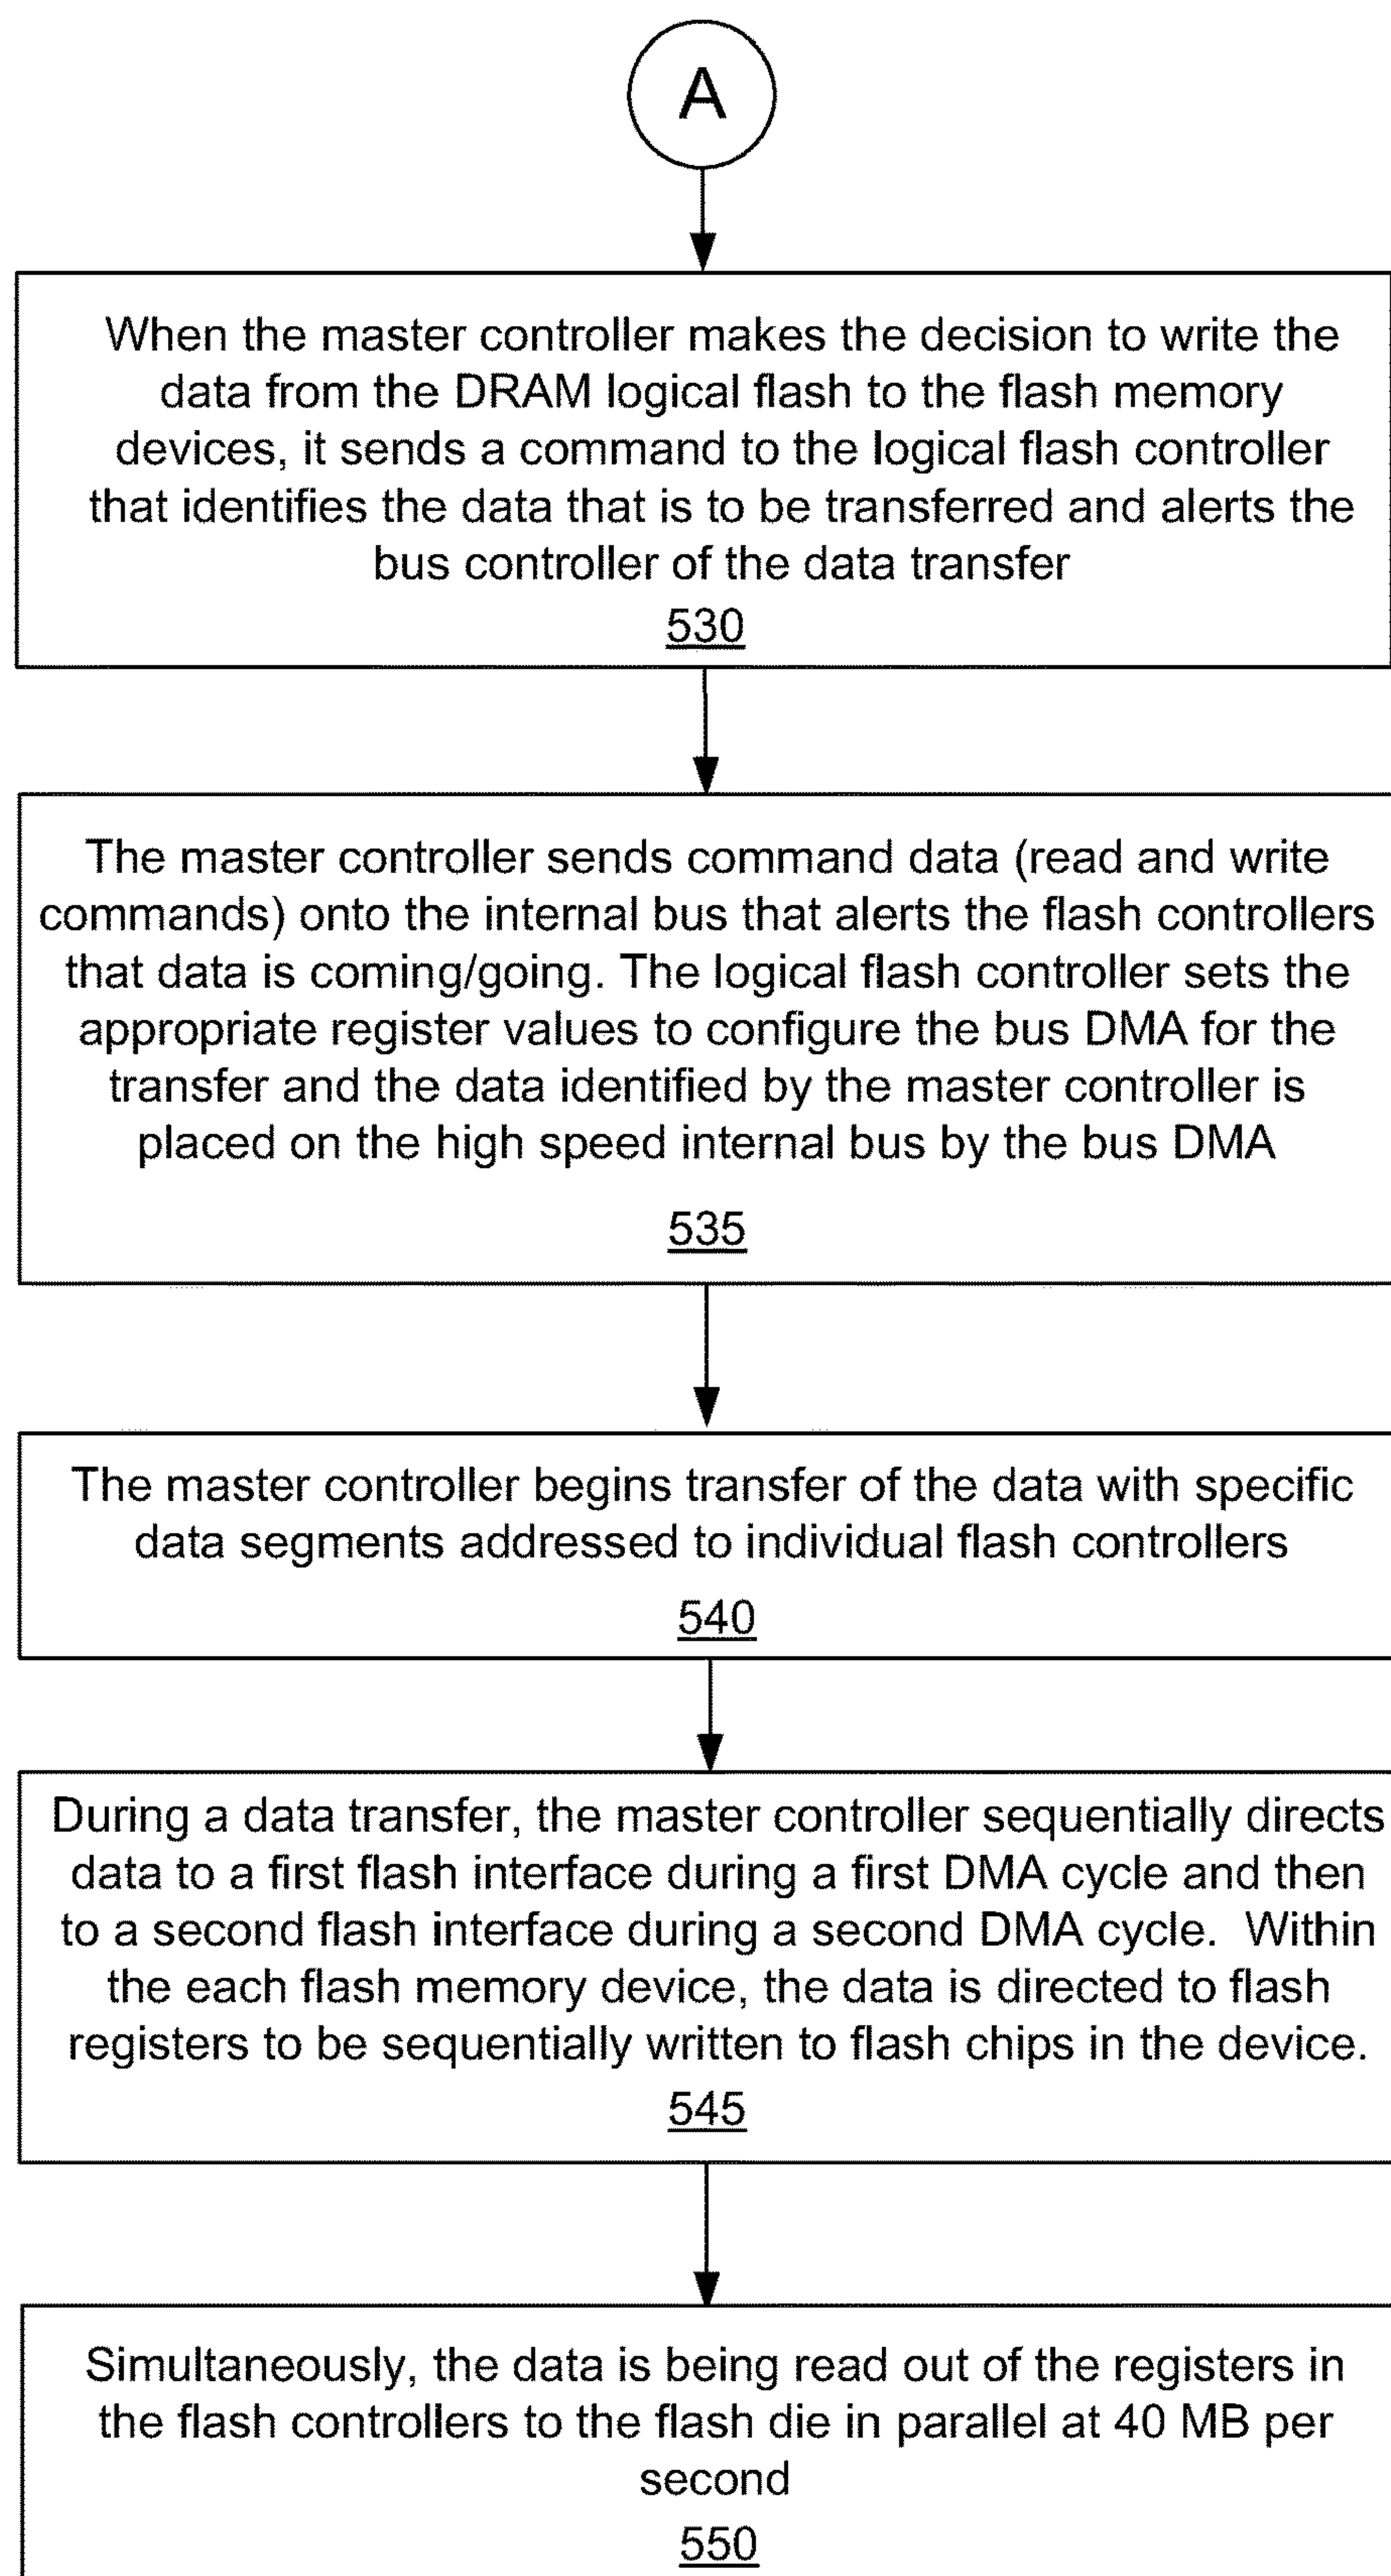 A
When the master controller makes the decision to write the
data from the DRAM logical flash to the flash memory
devices, it sends a command to the logical flash controller
that identifies the data that is to be transferred and alerts the
bus controller of the data transfer
530
The master controller sends command data (read and write
commands) onto the internal bus that alerts the flash controllers
that data is coming/going. The logical flash controller sets the
appropriate register values to configure the bus DMA for the
transfer and the data identified by the master controller is
placed on the high speed internal bus by the bus DMA
535
The master controller begins transfer of the data with specific
data segments addressed to individual flash controllers
540
During a data transfer, the master controller sequentially directs
data to a first flash interface during a first DMA cycle and then
to a second flash interface during a second DMA cycle.  Within
the each flash memory device, the data is directed to flash
registers to be sequentially written to flash chips in the device.
545
Simultaneously, the data is being read out of the registers in
the flash controllers to the flash die in parallel at 40 MB per
second
550